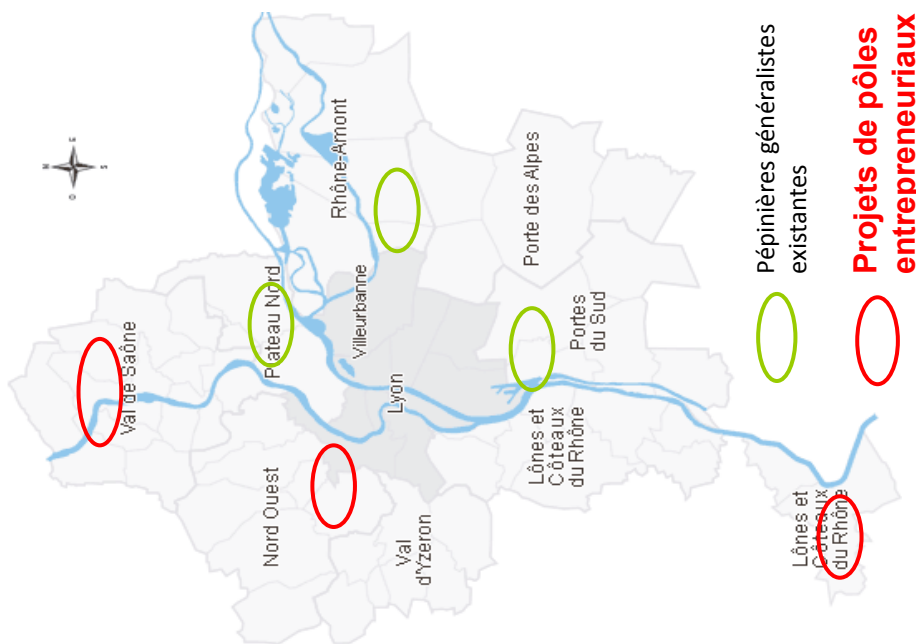 N
O
E
S
Val de Saône
Plateau Nord
Rhône-Amont
Nord Ouest
Villeurbanne
Lyon
Val
d'Yzeron
Porte des Alpes
Lônes et
Côteaux
du Rhône
Portes
du Sud
Lônes et
Côteaux
du Rhône
Pépinières généralistes
existantes
Projets de pôles
entrepreneuriaux